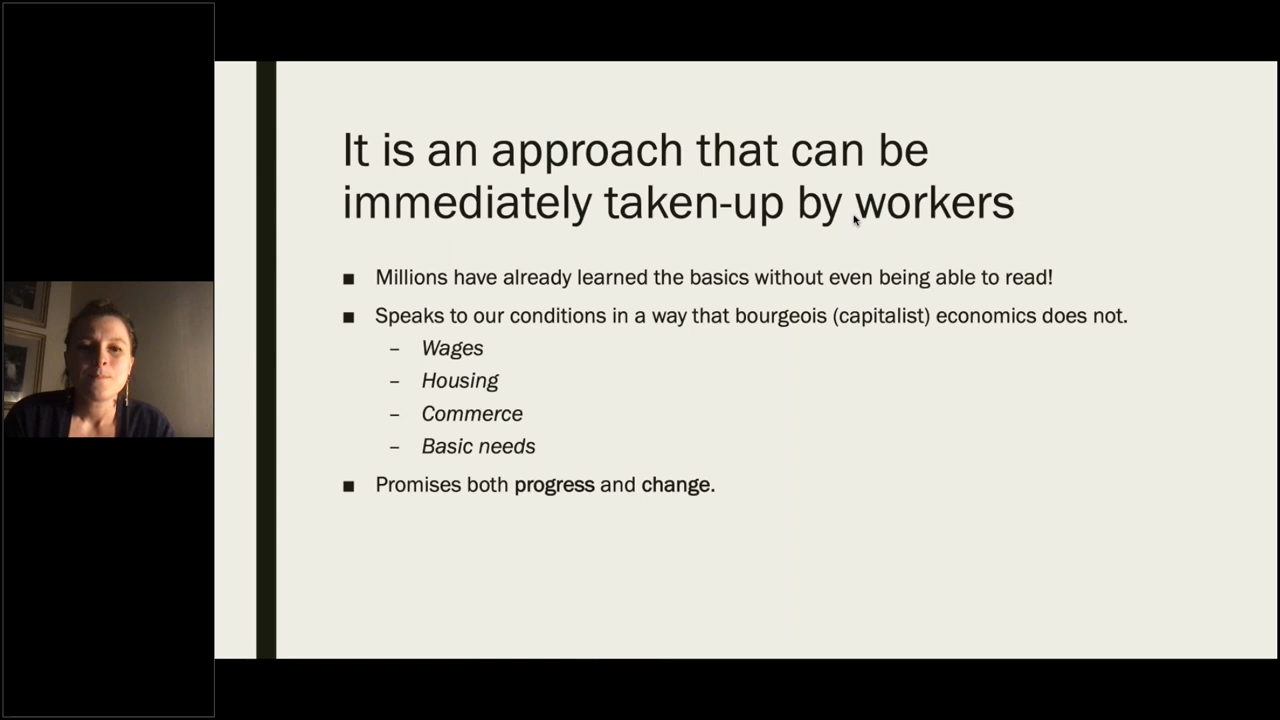 It is an approach that can be
immediately taken-up by workers
■ Millions have already learned the basics without even being able to read!
■ Speaks to our conditions in a way that bourgeois (capitalist) economics does not.
– Wages
– Housing
– Commerce
– Basic needs
■ Promises both progress and change.